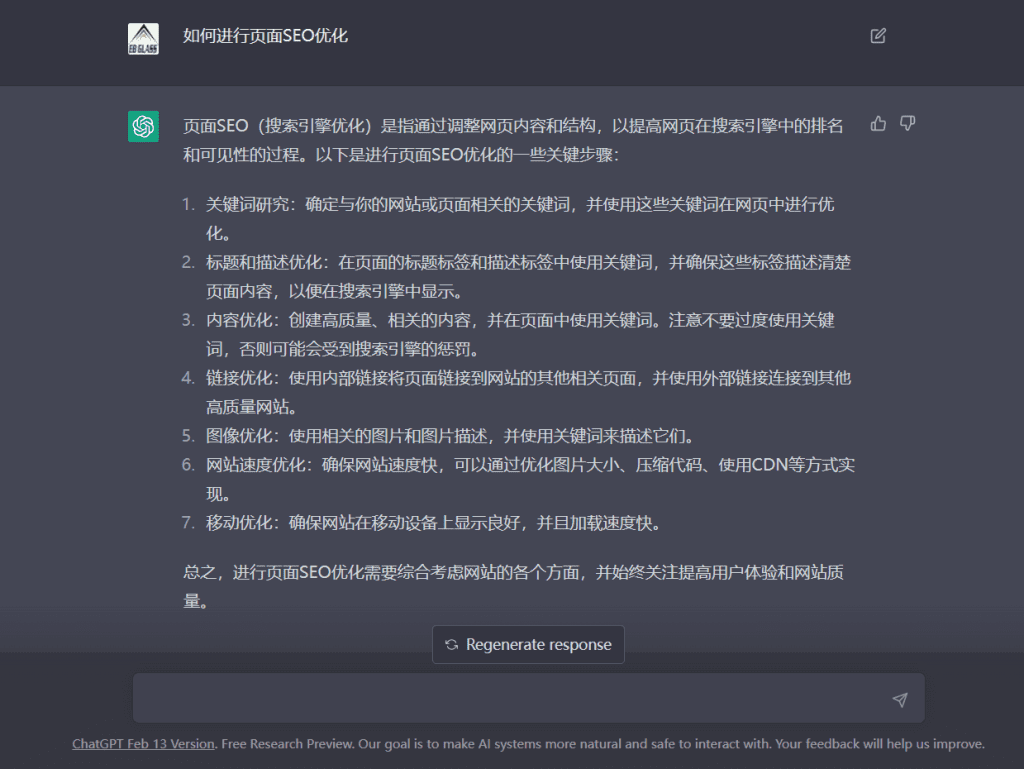 EB GLASS
如何进行页面SEO优化
页面SEO（搜索引擎优化）是指通过调整网页内容和结构，以提高网页在搜索引擎中的排名
和可见性的过程。以下是进行页面SEO优化的一些关键步骤：
1. 关键词研究：确定与你的网站或页面相关的关键词，并使用这些关键词在网页中进行优
化。
2. 标题和描述优化：在页面的标题标签和描述标签中使用关键词，并确保这些标签描述清楚
页面内容，以便在搜索引擎中显示。
3. 内容优化：创建高质量、相关的内容，并在页面中使用关键词。注意不要过度使用关键
词，否则可能会受到搜索引擎的惩罚。
4. 链接优化：使用内部链接将页面链接到网站的其他相关页面，并使用外部链接连接到其他
高质量网站。
5. 图像优化：使用相关的图片和图片描述，并使用关键词来描述它们。
6. 网站速度优化：确保网站速度快，可以通过优化图片大小、压缩代码、使用CDN等方式实
现。
7. 移动优化：确保网站在移动设备上显示良好，并且加载速度快。
总之，进行页面SEO优化需要综合考虑网站的各个方面，并始终关注提高用户体验和网站质
量。
Regenerate response
ChatGPT Feb 13 Version. Free Research Preview. Our goal is to make AI systems more natural and safe to interact with. Your feedback will help us improve.